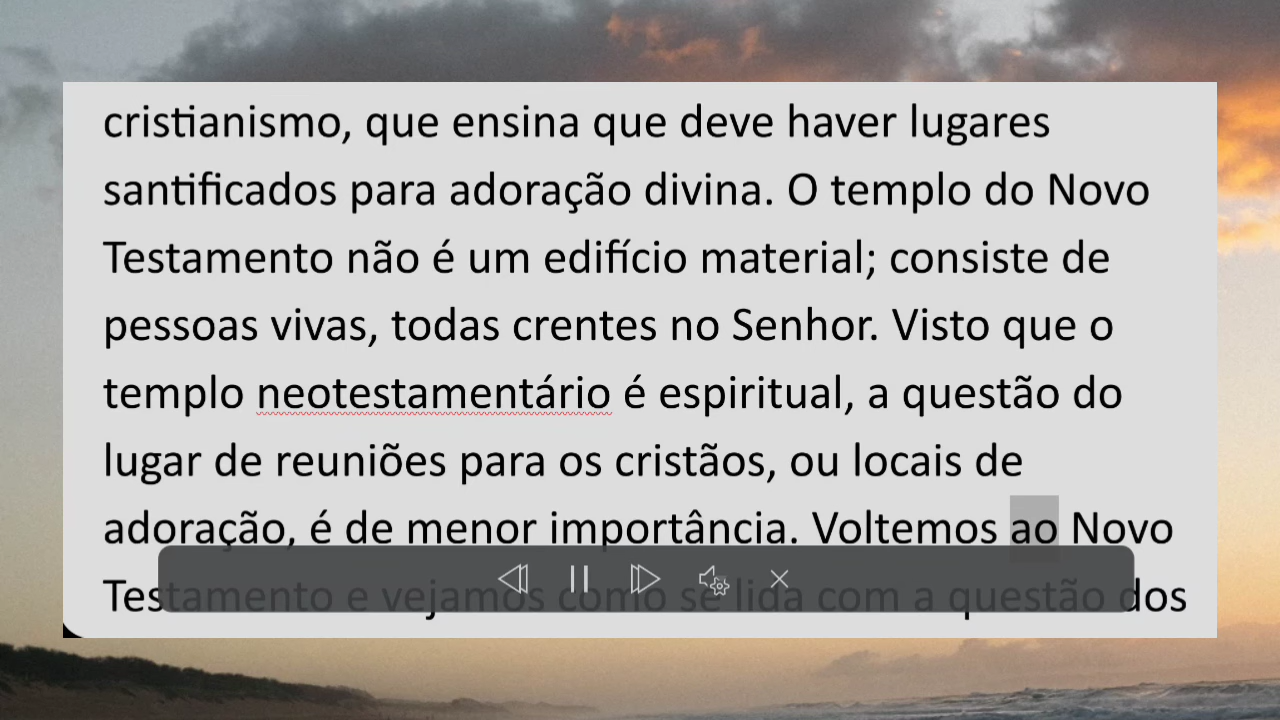 cristianismo, que ensina que deve haver lugares
santificados para adoração divina. O templo do Novo
Testamento não é um edifício material; consiste de
pessoas vivas, todas crentes no Senhor. Visto que o
templo neotestamentário é espiritual, a questão do
lugar de reuniões para os cristãos, ou locais de
adoração, é de menor importância. Voltemos ao Novo
Testamento e vejamos como se lida com a questão dos